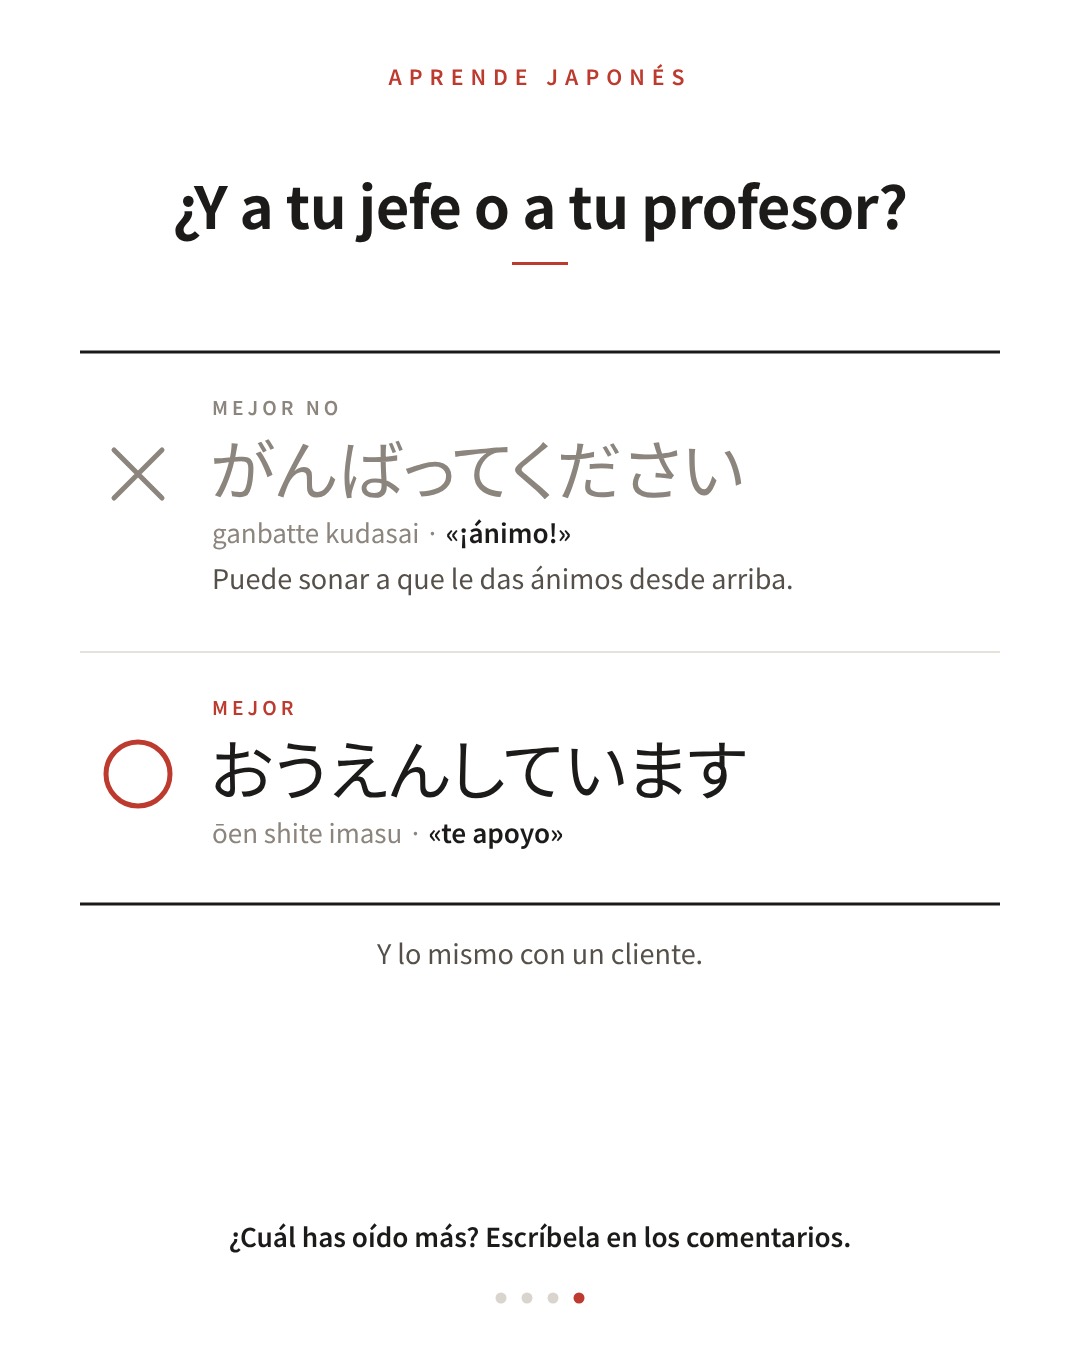 APRENDE JAPONÉS
¿Y a tu jefe o a tu profesor?
MEJOR NO
がんばってください
ganbatte kudasai · «¡ánimo!»
Puede sonar a que le das ánimos desde arriba.
MEJOR
おうえんしています
ōen shite imasu · «te apoyo»
Y lo mismo con un cliente.
¿Cuál has oído más? Escríbela en los comentarios.